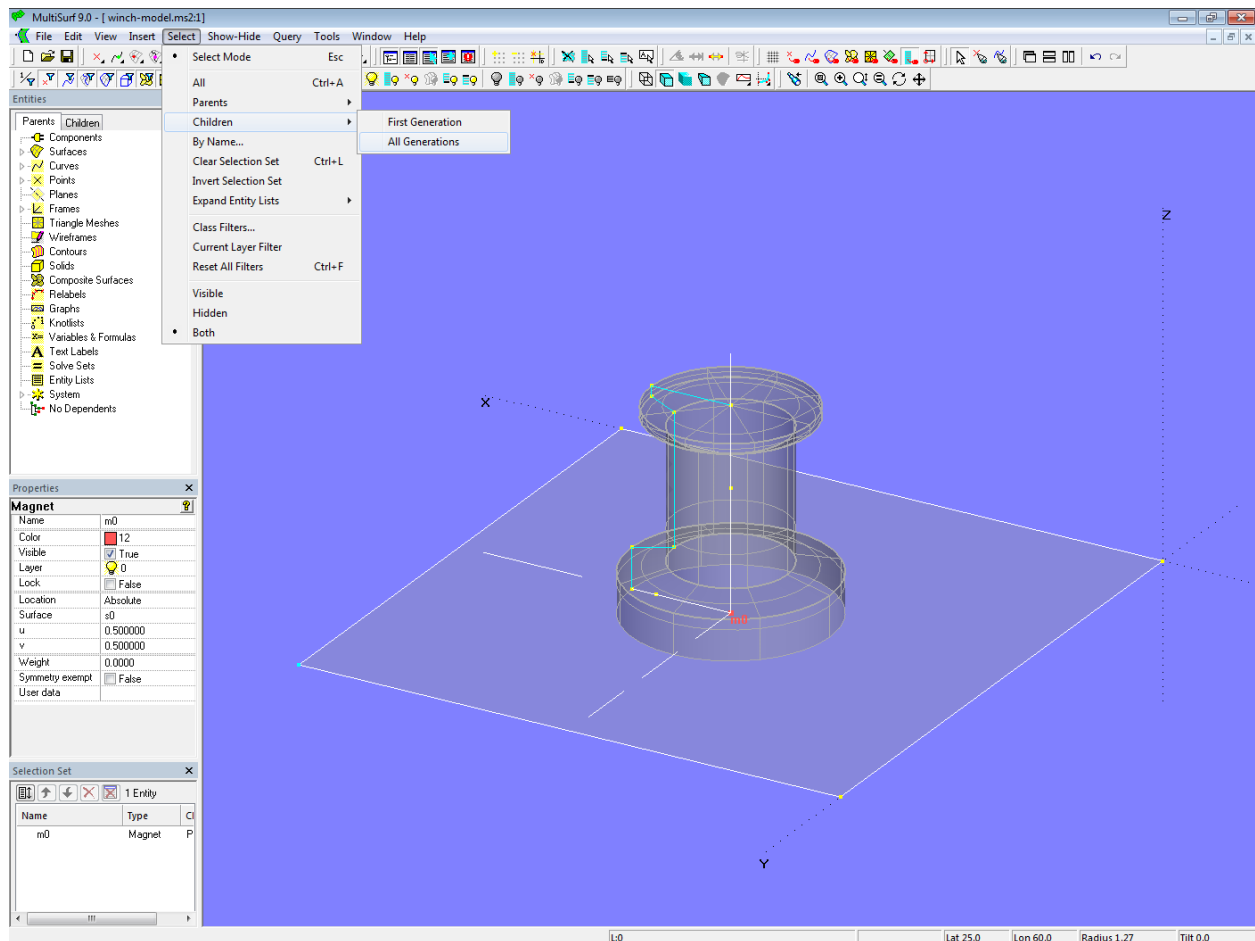 MultiSurf 9.0 - [ winch-model.ms2:1]
File Edit View Insert Select Show-Hide Query Tools Window Help
Select Mode Esc
All Ctrl+A
Parents
Children
By Name...
Clear Selection Set Ctrl+L
Invert Selection Set
Expand Entity Lists
Class Filters...
Current Layer Filter
Reset All Filters Ctrl+F
Visible
Hidden
Both
First Generation
All Generations
Entities
Parents Children
Components
Surfaces
Curves
Points
Planes
Frames
Triangle Meshes
Wireframes
Contours
Solids
Composite Surfaces
Relabels
Graphs
Knotlists
Variables & Formulas
Text Labels
Solve Sets
Entity Lists
System
No Dependents
Properties
Magnet
Name m0
Color 12
Visible True
Layer 0
Lock False
Location Absolute
Surface s0
u 0.500000
v 0.500000
Weight 0.0000
Symmetry exempt False
User data
Selection Set
1 Entity
Name Type Cl
m0 Magnet P
Z
X
m0
Y
L:0 Lat 25.0 Lon 60.0 Radius 1.27 Tilt 0.0